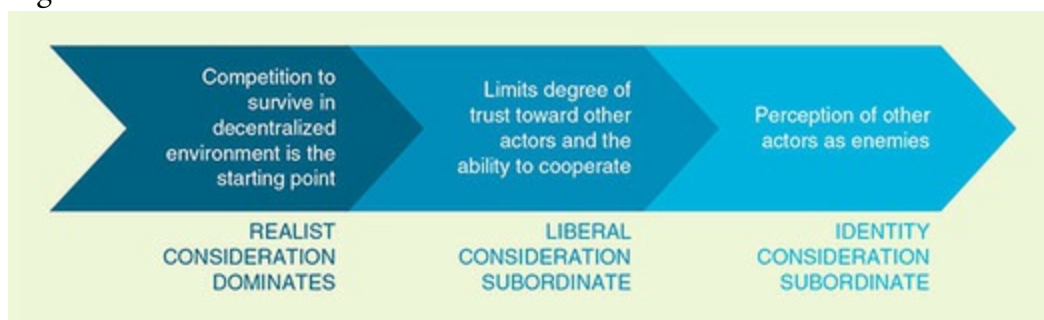 Competition to
survive in
decentralized
environment is the
starting point
Limits degree of
trust toward other
actors and the
ability to cooperate
Perception of other
actors as enemies
REALIST
CONSIDERATION
DOMINATES
LIBERAL
CONSIDERATION
SUBORDINATE
IDENTITY
CONSIDERATION
SUBORDINATE